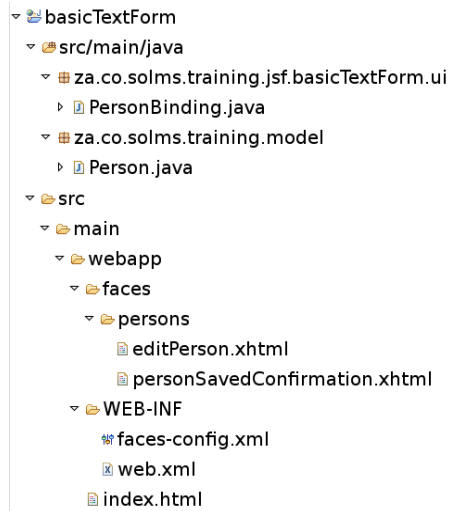 basicTextForm
src/main/java
za.co.solms.training.jsf.basicTextForm.ui
PersonBinding.java
za.co.solms.training.model
Person.java
src
main
webapp
faces
persons
editPerson.xhtml
personSavedConfirmation.xhtml
WEB-INF
faces-config.xml
web.xml
index.html